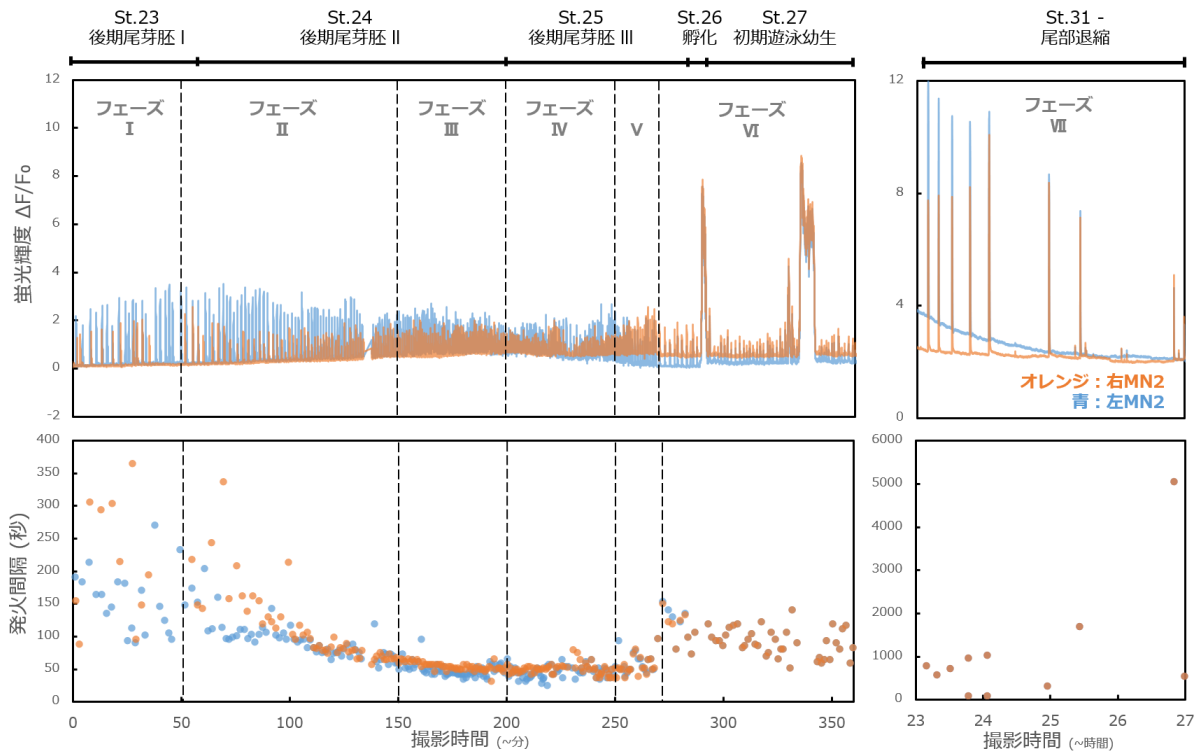 St.23
後期尾芽胚 I
St.24
後期尾芽胚 II
St.25
後期尾芽胚 III
St.26
孵化
St.27
初期遊泳幼生
St.31 -
尾部退縮
蛍光輝度 ΔF/F₀
12
10
8
6
4
2
0
-2
フェーズ
Ⅰ
フェーズ
Ⅱ
フェーズ
Ⅲ
フェーズ
Ⅳ
Ⅴ
フェーズ
Ⅵ
12
8
4
0
フェーズ
Ⅶ
オレンジ：右MN2
青：左MN2
発火間隔 (秒)
400
350
300
250
200
150
100
50
0
0 50 100 150 200 250 300 350
撮影時間 (~分)
6000
5000
4000
3000
2000
1000
0
23 24 25 26 27
撮影時間 (~時間)